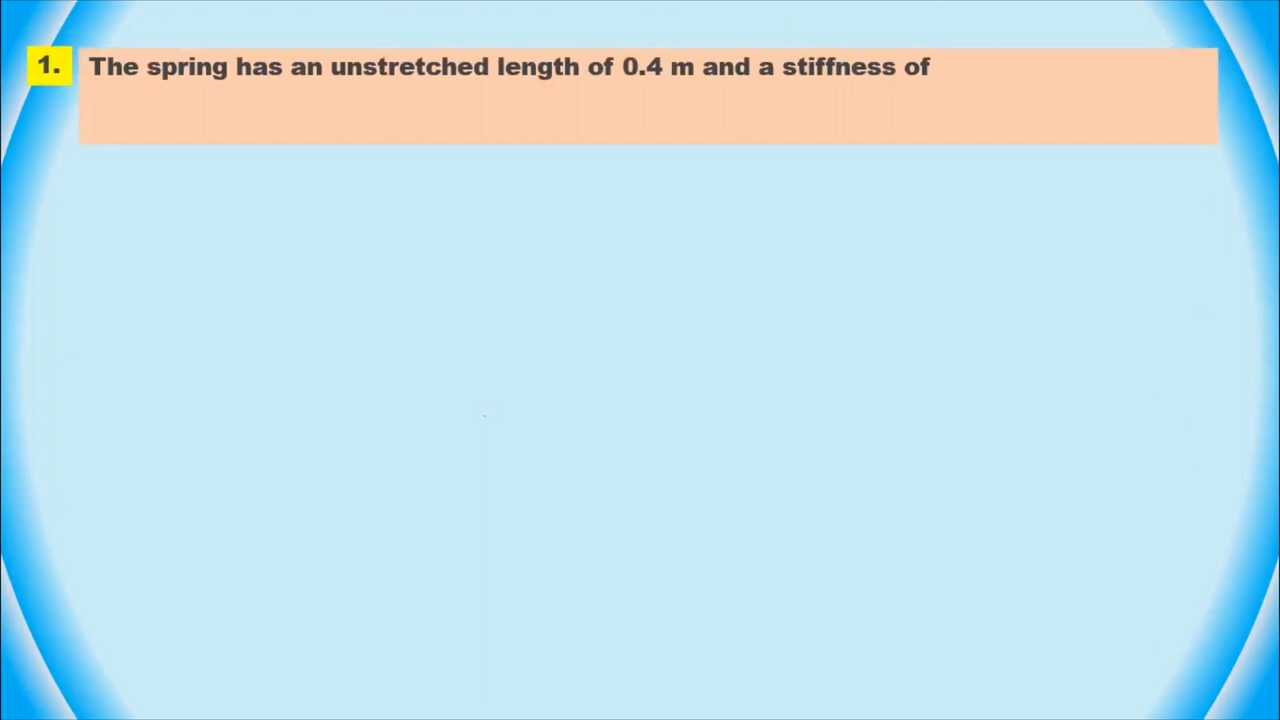 1. The spring has an unstretched length of 0.4 m and a stiffness of